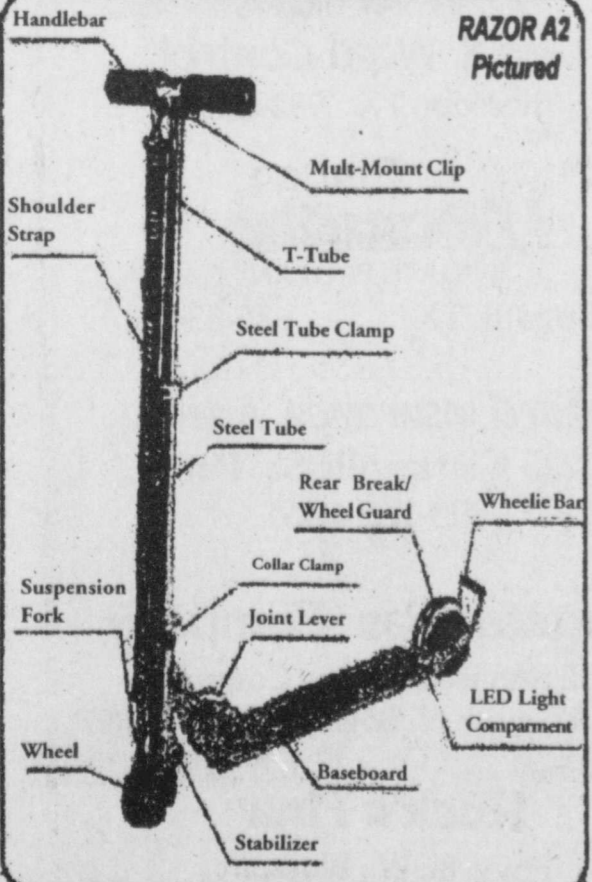 Handlebar
RAZOR A2
Pictured
Mult-Mount Clip
Shoulder
Strap
T-Tube
Steel Tube Clamp
Steel Tube
Rear Break/
Wheel Guard
Wheelie Bar
Collar Clamp
Suspension
Fork
Joint Lever
LED Light
Comparment
Wheel
Baseboard
Stabilizer